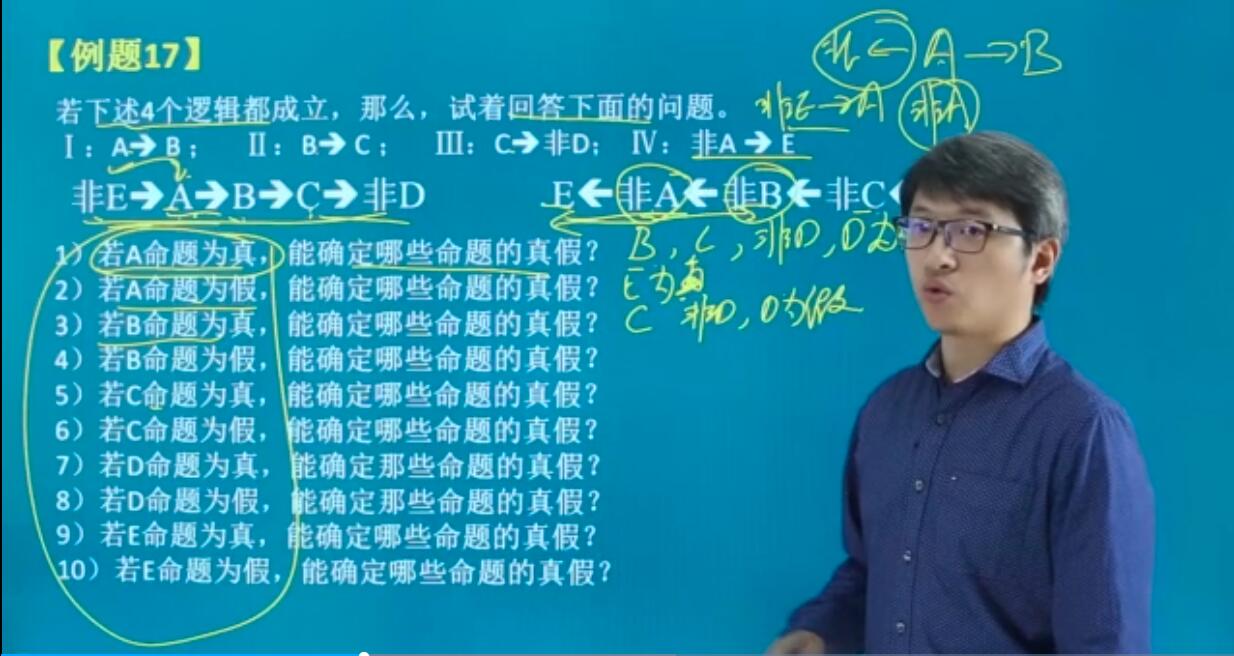 【例题17】
若下述4个逻辑都成立，那么，试着回答下面的问题。
Ⅰ：A→B； Ⅱ：B→C； Ⅲ：C→非D； Ⅳ：非A→E
非E→A→B→C→非D E←非A←非B←非C←
1）若A命题为真，能确定哪些命题的真假？
2）若A命题为假，能确定哪些命题的真假？
3）若B命题为真，能确定哪些命题的真假？
4）若B命题为假，能确定哪些命题的真假？
5）若C命题为真，能确定哪些命题的真假？
6）若C命题为假，能确定哪些命题的真假？
7）若D命题为真，能确定那些命题的真假？
8）若D命题为假，能确定那些命题的真假？
9）若E命题为真，能确定哪些命题的真假？
10）若E命题为假，能确定哪些命题的真假？
A→B
非E→A 非A
B，C，非D，D为
E为真
C 非D，D为假